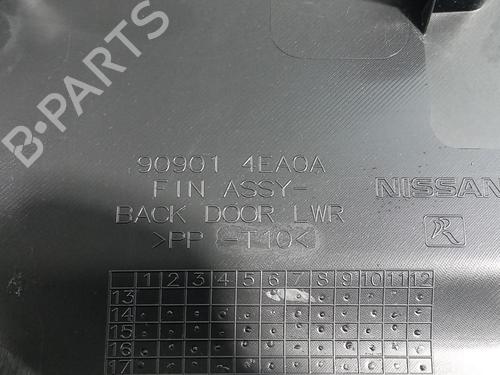 90901 4EA0A
FIN ASSY-
BACK DOOR LWR
>PP -T10<
NISSAN
R
1 2 3 4 5 6 7 8 9 10 11 12
13
14
15
16
17
B-PARTS